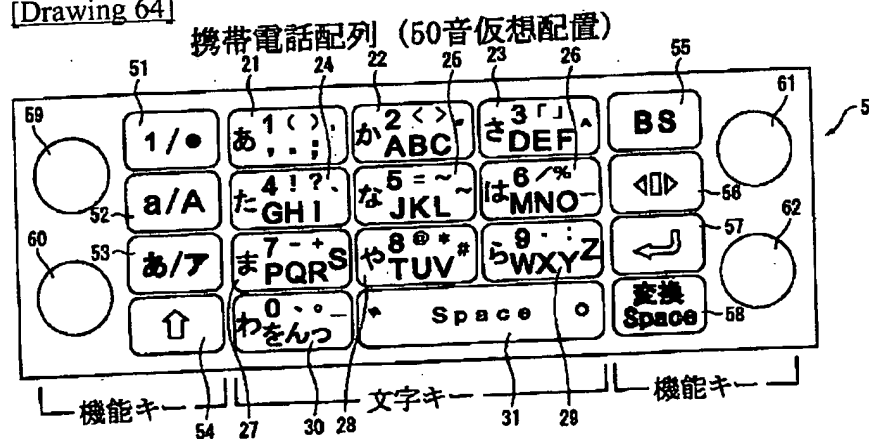 [Drawing 64]
携帯電話配列（50音仮想配置）
51 21 24 22 25 23 26 55 61
59 5
1/● あ 1 ( ) , . ; か 2 < > ABC さ 3 「 」 DEF ^ BS
52 a/A た 4 ! ? GHI な 5 = ~ JKL ~ は 6 / % MNO – 56
60 53 あ/ア ま 7 - + PQRS や 8 @ * TUV # ら 9 · : WXYZ 57 62
⇧ わ 0 、 。 _ をんっ Space 変換 Space 58
機能キー 54 27 30 28 文字キー 31 29 機能キー